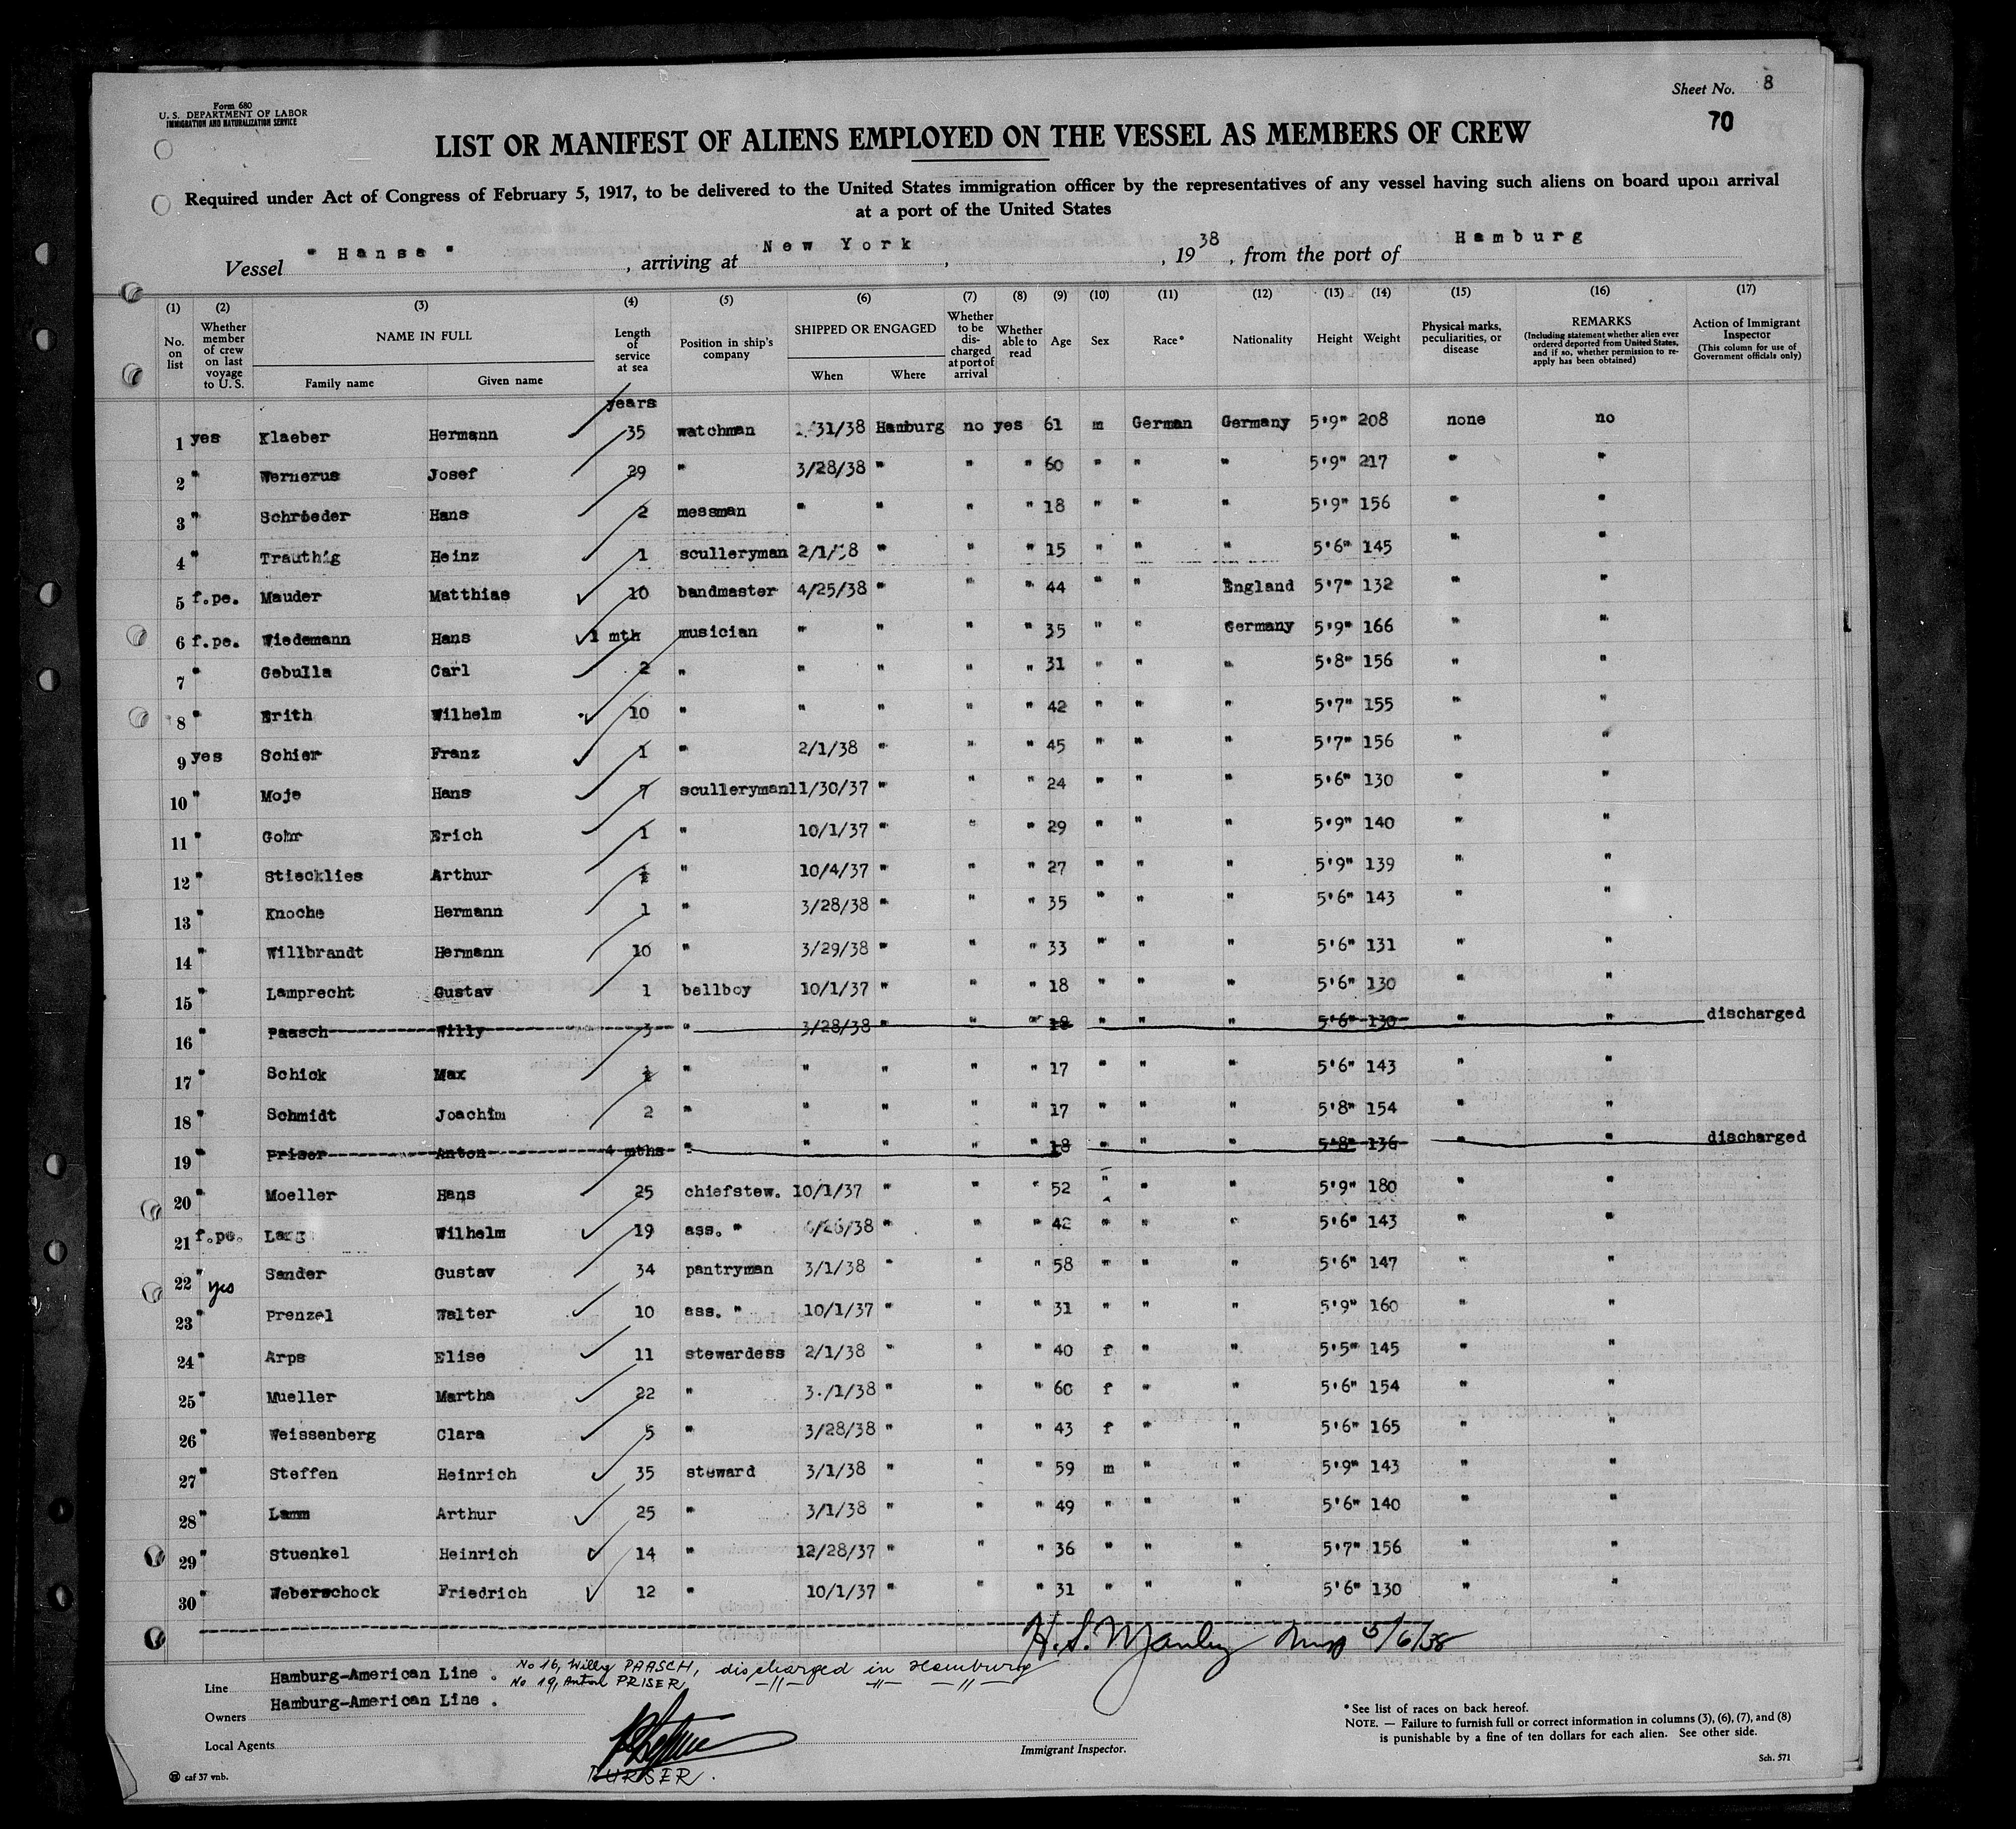 Form 680
U. S. DEPARTMENT OF LABOR
IMMIGRATION AND NATURALIZATION SERVICE
Sheet No. 8
70
LIST OR MANIFEST OF ALIENS EMPLOYED ON THE VESSEL AS MEMBERS OF CREW
Required under Act of Congress of February 5, 1917, to be delivered to the United States immigration officer by the representatives of any vessel having such aliens on board upon arrival
at a port of the United States
Vessel " Hansa " , arriving at New York , , 1938 , from the port of Hamburg
(1) (2) (3) (4) (5) (6) (7) (8) (9) (10) (11) (12) (13) (14) (15) (16) (17)
No. on list Whether member of crew on last voyage to U. S. NAME IN FULL Family name Given name Length of service at sea Position in ship's company SHIPPED OR ENGAGED When Where Whether to be discharged at port of arrival Whether able to read Age Sex Race* Nationality Height Weight Physical marks, peculiarities, or disease REMARKS (Including statement whether alien ever ordered deported from United States, and if so, whether permission to reapply has been obtained) Action of Immigrant Inspector (This column for use of Government officials only)
years
1 yes Klaeber Hermann 35 watchman /31/38 Hamburg no yes 61 m German Germany 5'9" 208 none no
2 " Wernerus Josef 29 " 3/28/38 " " " 60 " " " 5'9" 217 " "
3 " Schroeder Hans 2 messman " " " " 18 " " " 5'9" 156 " "
4 " Trauthig Heinz 1 sculleryman 2/1/38 " " " 15 " " " 5'6" 145 " "
5 f.pe. Mauder Matthias 10 bandmaster 4/25/38 " " " 44 " " England 5'7" 132 " "
6 f.pe. Wiedemann Hans 1 mth musician " " " " 35 " " Germany 5'9" 166 " "
7 " Gebulla Carl 2 " " " " " 31 " " " 5'8" 156 " "
8 " Erith Wilhelm 10 " " " " " 42 " " " 5'7" 155 " "
9 yes Schier Franz 1 " 2/1/38 " " " 45 " " " 5'7" 156 " "
10 " Moje Hans 7 sculleryman 11/30/37 " " " 24 " " " 5'6" 130 " "
11 " Gohr Erich 1 " 10/1/37 " " " 29 " " " 5'9" 140 " "
12 " Stiecklies Arthur ½ " 10/4/37 " " " 27 " " " 5'9" 139 " "
13 " Knoche Hermann 1 " 3/28/38 " " " 35 " " " 5'6" 143 " "
14 " Willbrandt Hermann 10 " 3/29/38 " " " 33 " " " 5'6" 131 " "
15 " Lamprecht Gustav 1 bellboy 10/1/37 " " " 18 " " " 5'6" 130 " "
16 " Paasch Willy 3 " 3/28/38 " " " 18 " " " 5'6" 130 " " discharged
17 " Schick Max ½ " " " " " 17 " " " 5'6" 143 " "
18 " Schmidt Joachim 2 " " " " " 17 " " " 5'8" 154 " "
19 " Priser Anton 4 mths " " " " " 18 " " " 5'8" 136 " " discharged
20 " Moeller Hans 25 chiefstew. 10/1/37 " " " 52 " " " 5'9" 180 " "
21 f.pe. Lang Wilhelm 19 ass. " /26/38 " " " 42 " " " 5'6" 143 " "
22 " yes Sander Gustav 34 pantryman 3/1/38 " " " 58 " " " 5'6" 147 " "
23 " Prenzel Walter 10 ass. " 10/1/37 " " " 31 " " " 5'9" 160 " "
24 " Arps Elise 11 stewardess 2/1/38 " " " 40 f " " 5'5" 145 " "
25 " Mueller Martha 22 " 3./1/38 " " " 60 f " " 5'6" 154 " "
26 " Weissenberg Clara 5 " 3/28/38 " " " 43 f " " 5'6" 165 " "
27 " Steffen Heinrich 35 steward 3/1/38 " " " 59 m " " 5'9" 143 " "
28 " Lamm Arthur 25 " 3/1/38 " " " 49 " " " 5'6" 140 " "
29 " Stuenkel Heinrich 14 " 12/28/37 " " " 36 " " " 5'7" 156 " "
30 " Weberschock Friedrich 12 " 10/1/37 " " " 31 " " " 5'6" 130 " "
H. S. Manley Insp 5/6/38
Line Hamburg-American Line . No 16, Willy PAASCH, discharged in Hamburg
No 19, Anton PRISER -"- -"- -"-
Owners Hamburg-American Line .
Local Agents
Immigrant Inspector.
PURSER.
* See list of races on back hereof.
NOTE. — Failure to furnish full or correct information in columns (3), (6), (7), and (8)
is punishable by a fine of ten dollars for each alien. See other side.
Sch. 571
caf 37 vnb.